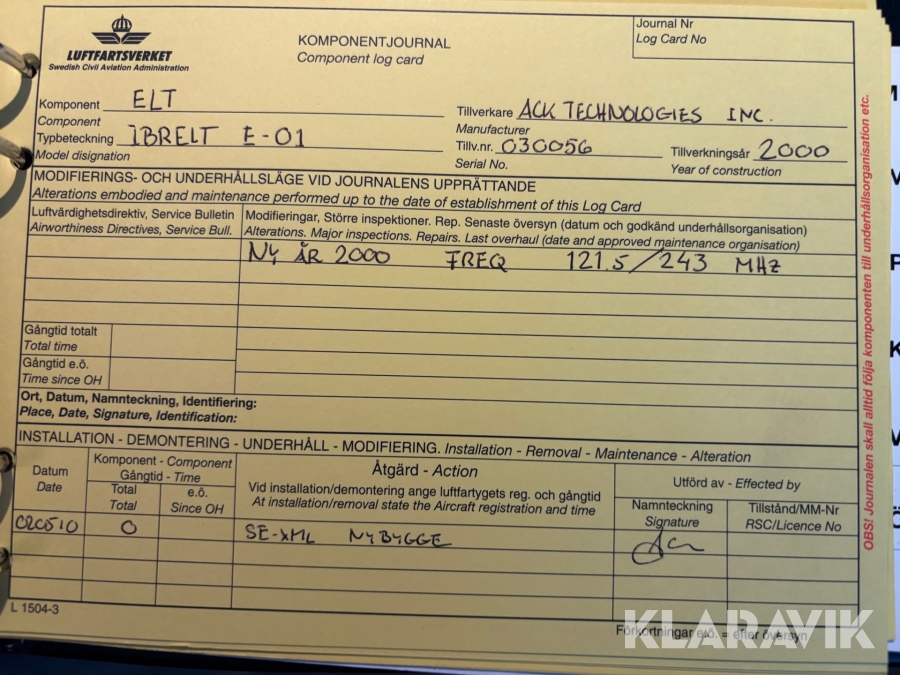 LUFTFARTSVERKET
Swedish Civil Aviation Administration
KOMPONENTJOURNAL
Component log card
Journal Nr
Log Card No
Komponent ELT
Component
Tillverkare ACK TECHNOLOGIES INC.
Manufacturer
Typbeteckning IBRELT E-01
Model disignation
Tillv.nr. 030056
Serial No.
Tillverkningsår 2000
Year of construction
MODIFIERINGS- OCH UNDERHÅLLSLÄGE VID JOURNALENS UPPRÄTTANDE
Alterations embodied and maintenance performed up to the date of establishment of this Log Card
Luftvärdighetsdirektiv, Service Bulletin
Airworthiness Directives, Service Bull.
Modifieringar, Större inspektioner. Rep. Senaste översyn (datum och godkänd underhållsorganisation)
Alterations. Major inspections. Repairs. Last overhaul (date and approved maintenance organisation)
NY ÅR 2000 FREQ 121.5/243 MHZ
Gångtid totalt
Total time
Gångtid e.ö.
Time since OH
Ort, Datum, Namnteckning, Identifiering:
Place, Date, Signature, Identification:
INSTALLATION - DEMONTERING - UNDERHÅLL - MODIFIERING. Installation - Removal - Maintenance - Alteration
Datum
Date
Komponent - Component
Gångtid - Time
Total
Total
e.ö.
Since OH
Åtgärd - Action
Vid installation/demontering ange luftfartygets reg. och gångtid
At installation/removal state the Aircraft registration and time
Utförd av - Effected by
Namnteckning
Signature
Tillstånd/MM-Nr
RSC/Licence No
020510 0 SE-XML NYBYGGE
L 1504-3
Förkortningar e.ö. = efter översyn
OBS! Journalen skall alltid följa komponenten till underhållsorganisation etc.
KLARAVIK